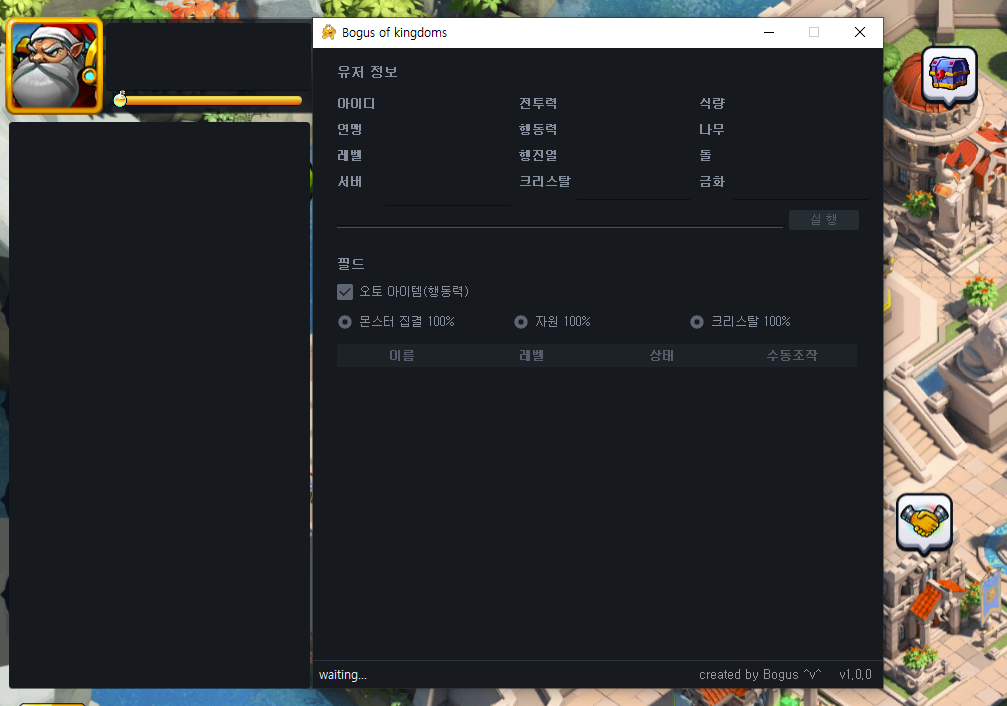 Bogus of kingdoms
유저 정보
아이디 전투력 식량
연맹 행동력 나무
레벨 행진열 돌
서버 크리스탈 금화
실 행
필드
오토 아이템(행동력)
몬스터 집결 100% 자원 100% 크리스탈 100%
이름 레벨 상태 수동조작
waiting... created by Bogus ^v^ v1.0.0